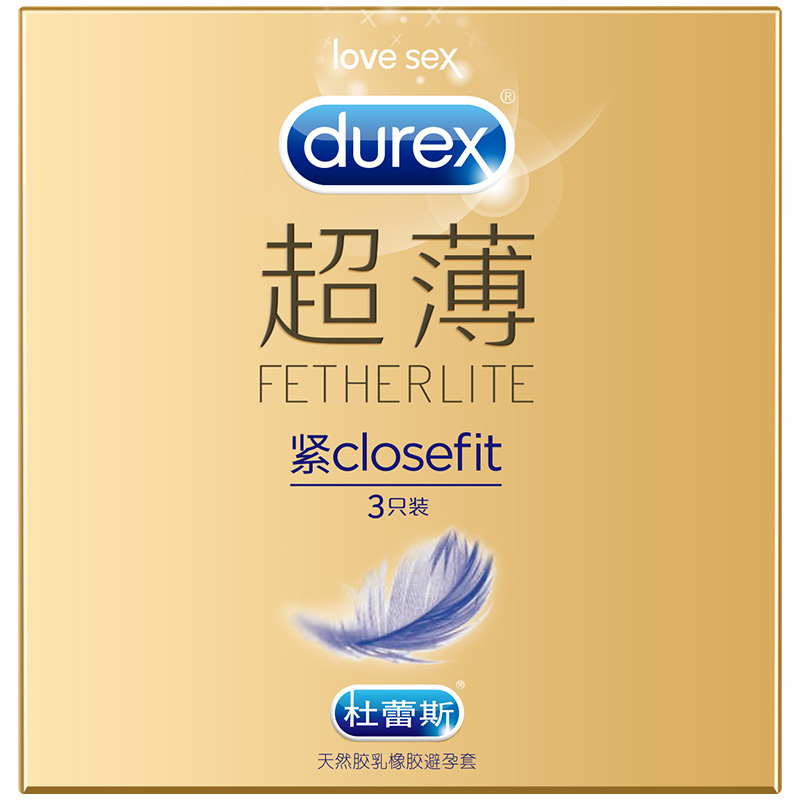 love sex
durex®
超薄
FETHERLITE
紧closefit
3只装
杜蕾斯®
天然胶乳橡胶避孕套